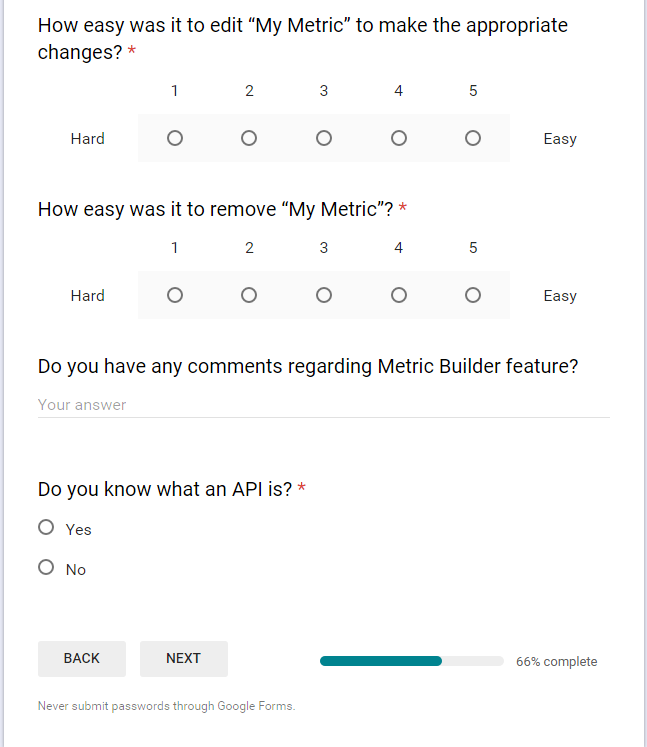 How easy was it to edit “My Metric” to make the appropriate
changes? *
1 2 3 4 5
Hard Easy
How easy was it to remove “My Metric”? *
1 2 3 4 5
Hard Easy
Do you have any comments regarding Metric Builder feature?
Your answer
Do you know what an API is? *
Yes
No
BACK NEXT 66% complete
Never submit passwords through Google Forms.